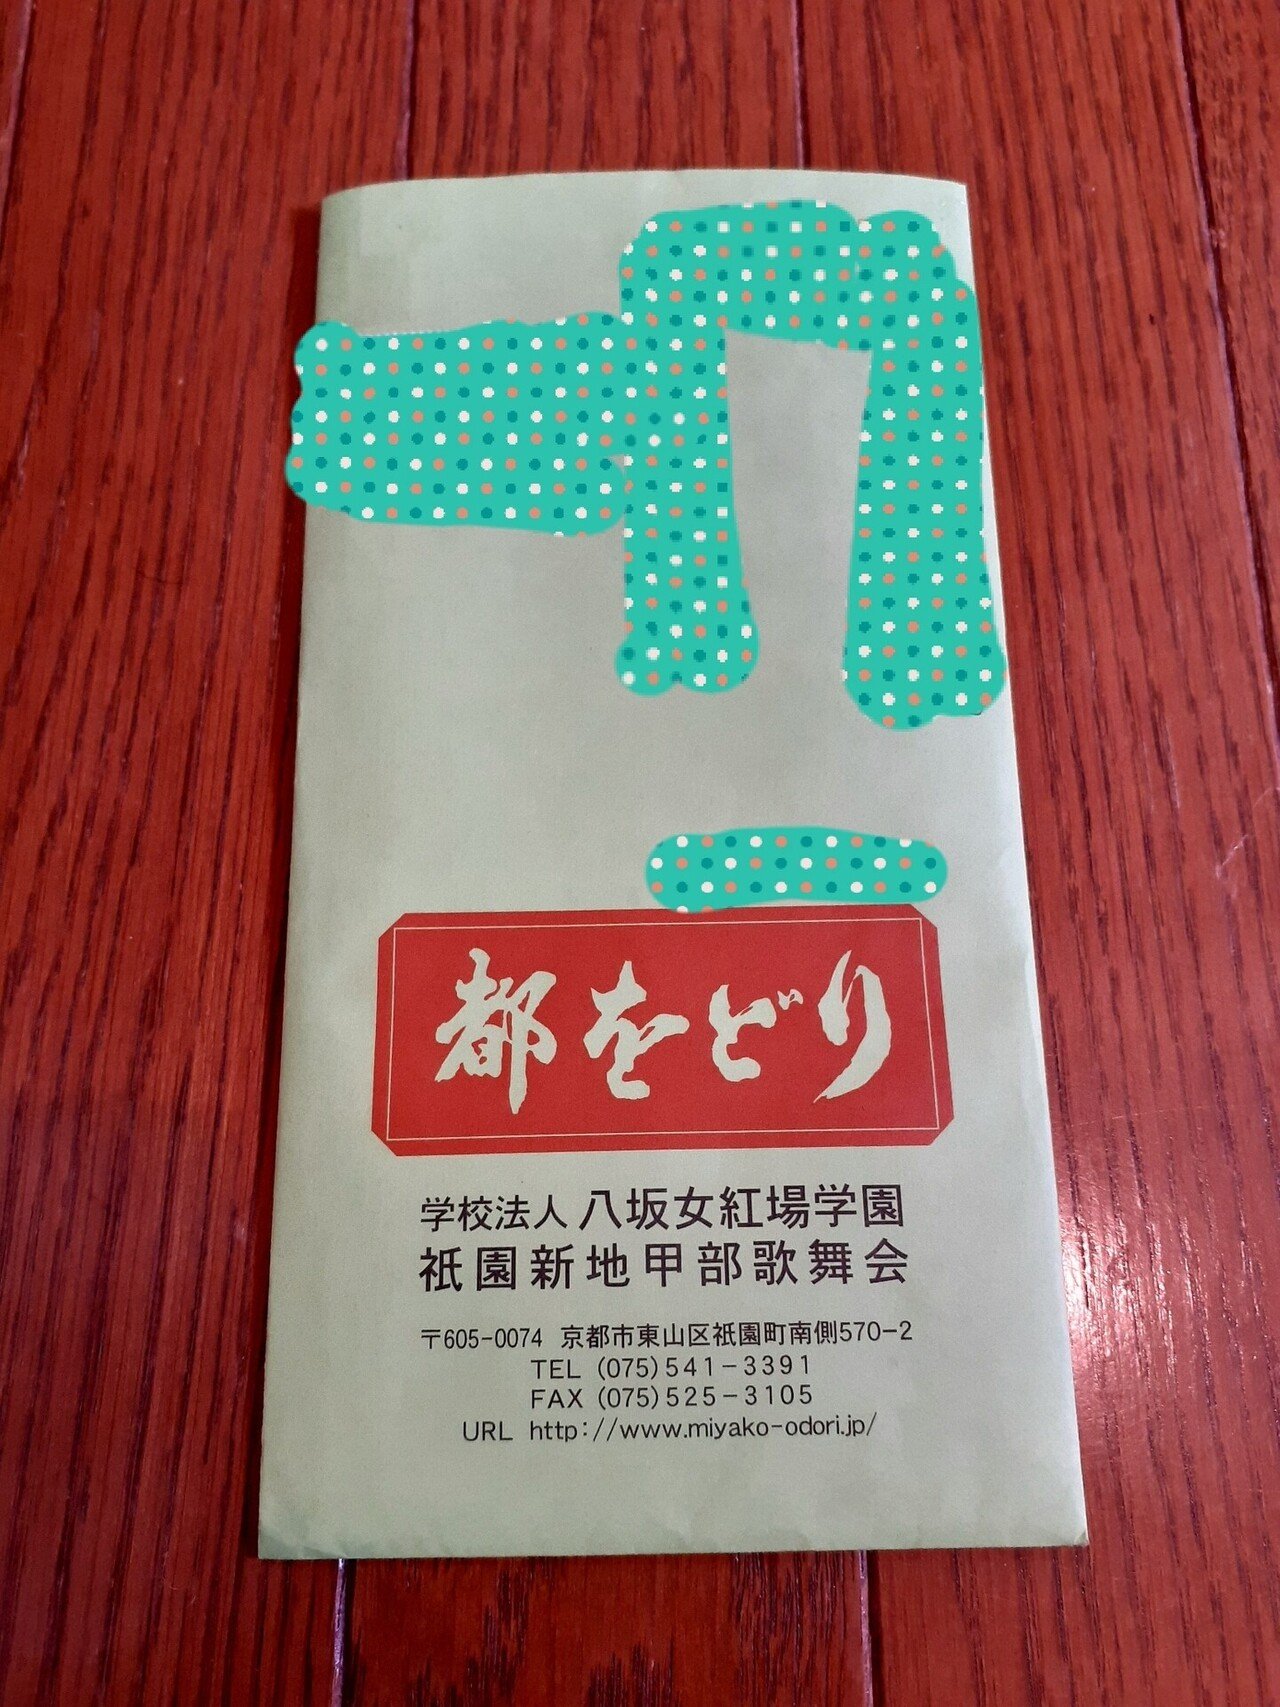 都をどり
学校法人 八坂女紅場学園
祇園新地甲部歌舞会
〒605-0074 京都市東山区祇園町南側570-2
TEL (075)541-3391
FAX (075)525-3105
URL http://www.miyako-odori.jp/